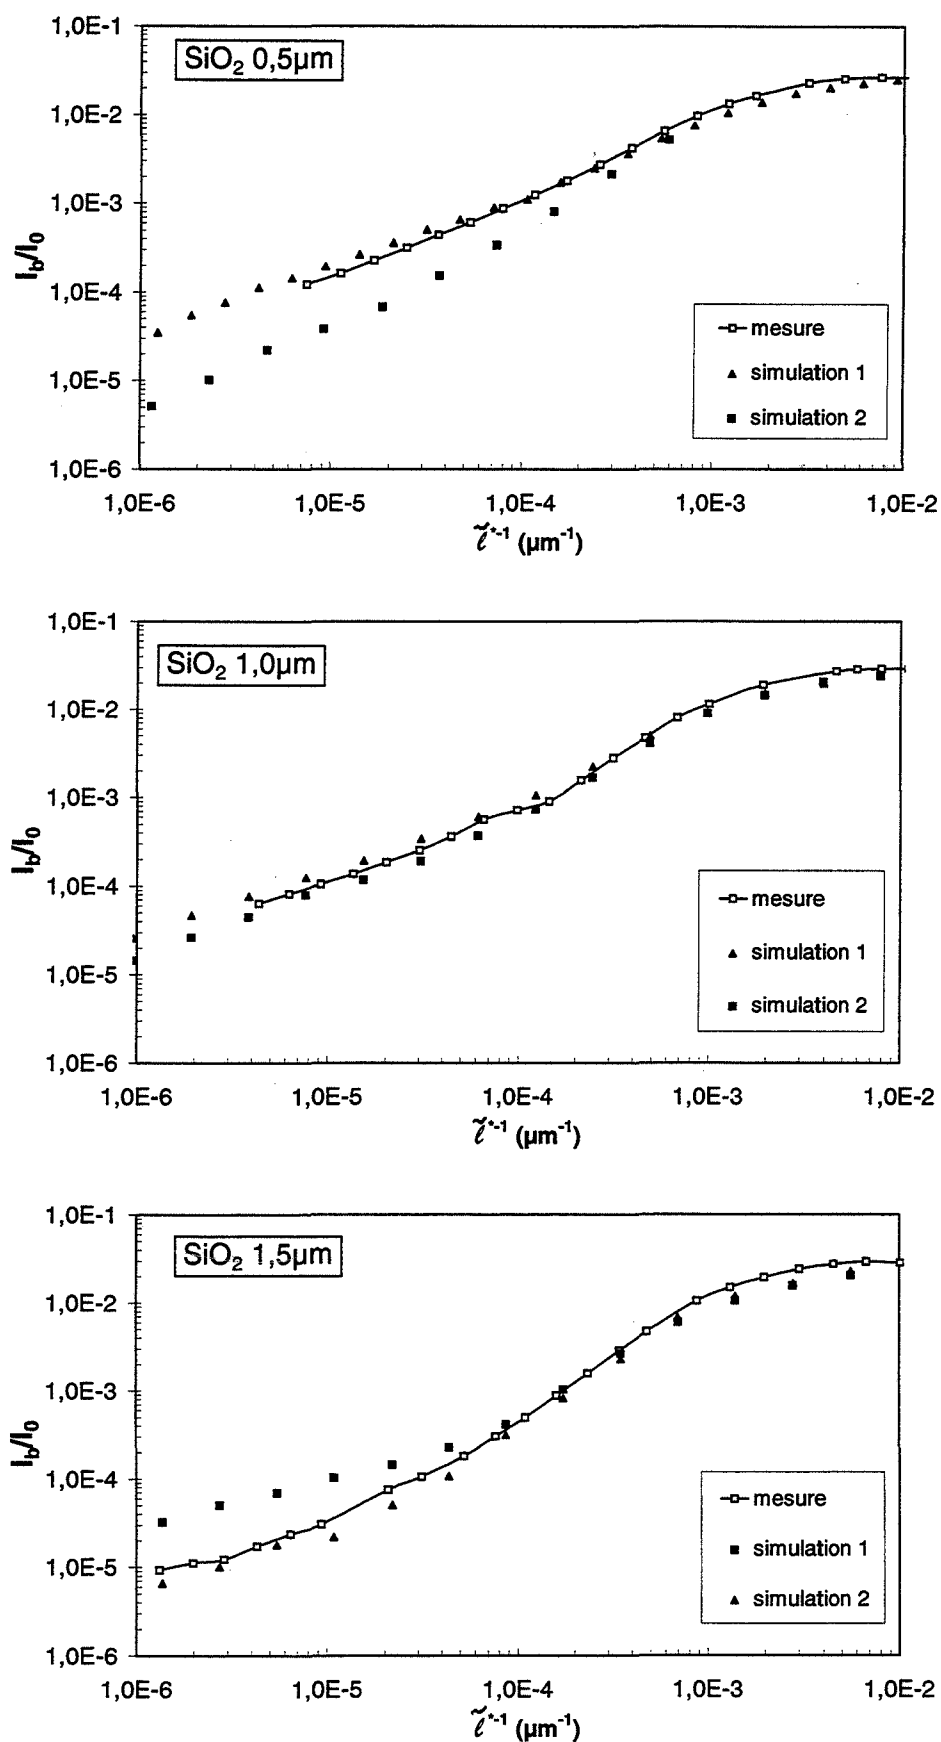 SiO₂ 0,5µm
1,0E-1
1,0E-2
1,0E-3
1,0E-4
1,0E-5
1,0E-6
I_b/I_0
mesure
simulation 1
simulation 2
1,0E-6 1,0E-5 1,0E-4 1,0E-3 1,0E-2
ℓ̃*⁻¹ (µm⁻¹)
SiO₂ 1,0µm
1,0E-1
1,0E-2
1,0E-3
1,0E-4
1,0E-5
1,0E-6
I_b/I_0
mesure
simulation 1
simulation 2
1,0E-6 1,0E-5 1,0E-4 1,0E-3 1,0E-2
ℓ̃*⁻¹ (µm⁻¹)
SiO₂ 1,5µm
1,0E-1
1,0E-2
1,0E-3
1,0E-4
1,0E-5
1,0E-6
I_b/I_0
mesure
simulation 1
simulation 2
1,0E-6 1,0E-5 1,0E-4 1,0E-3 1,0E-2
ℓ̃*⁻¹ (µm⁻¹)